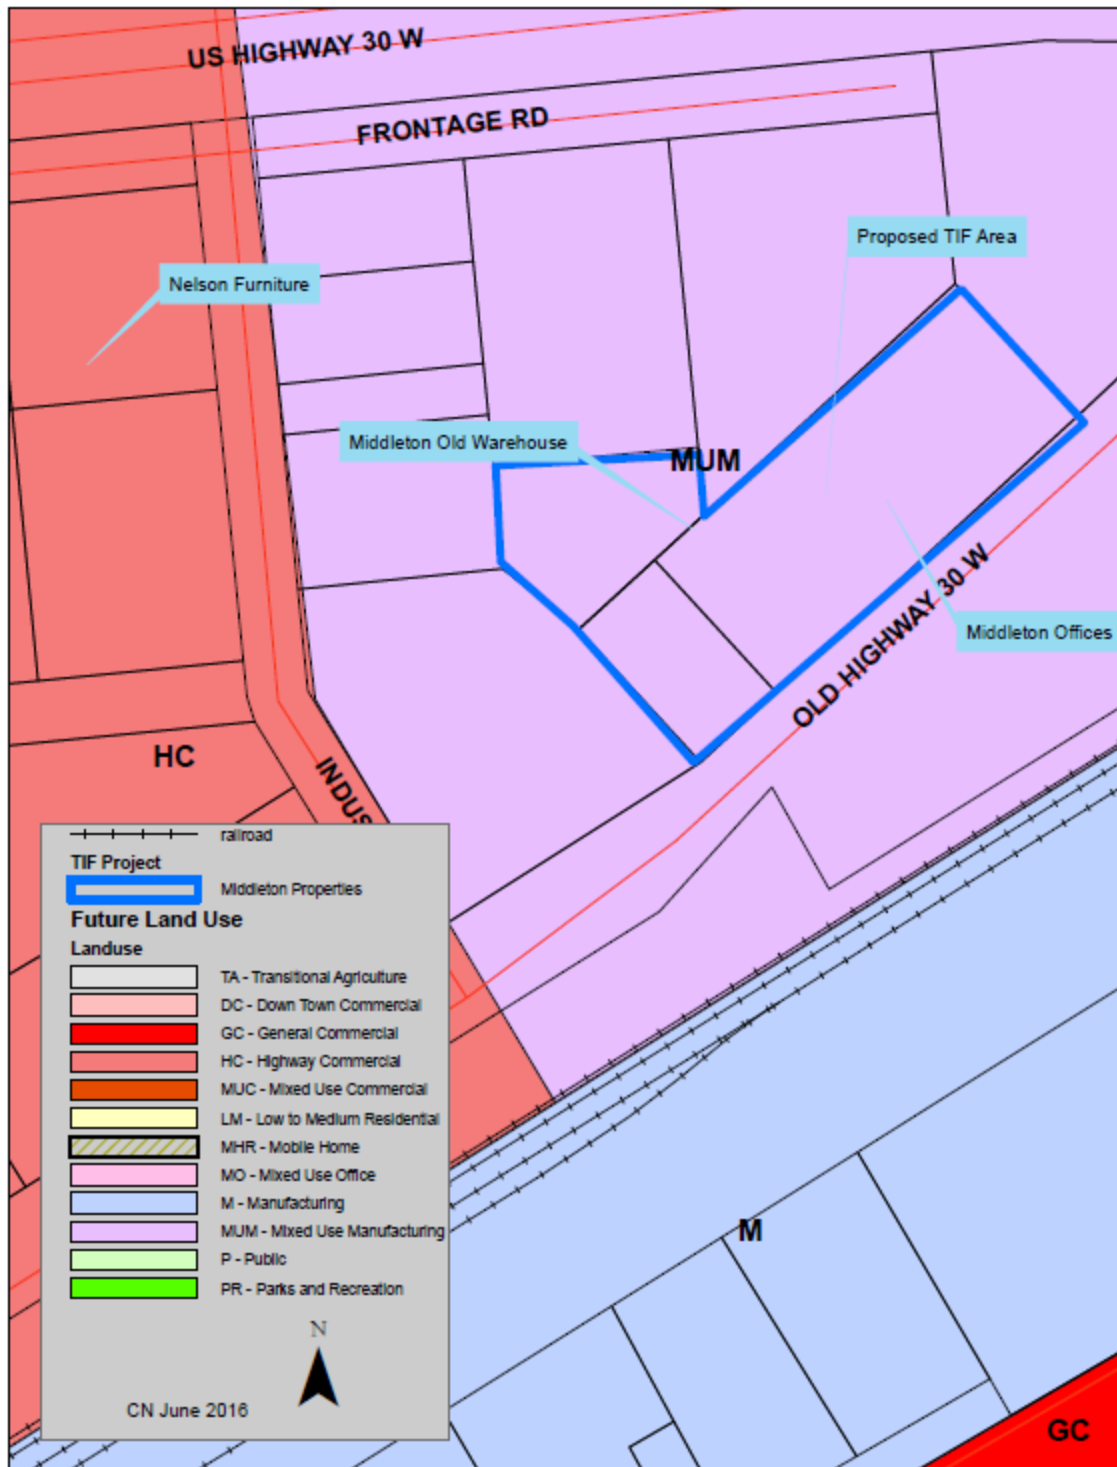 US HIGHWAY 30 W
FRONTAGE RD
Proposed TIF Area
Nelson Furniture
Middleton Old Warehouse
MUM
OLD HIGHWAY 30 W
Middleton Offices
HC
INDUS
railroad
TIF Project
Middleton Properties
Future Land Use
Landuse
TA - Transitional Agriculture
DC - Down Town Commercial
GC - General Commercial
HC - Highway Commercial
MUC - Mixed Use Commercial
LM - Low to Medium Residential
MHR - Mobile Home
MO - Mixed Use Office
M - Manufacturing
MUM - Mixed Use Manufacturing
P - Public
PR - Parks and Recreation
N
CN June 2016
M
GC